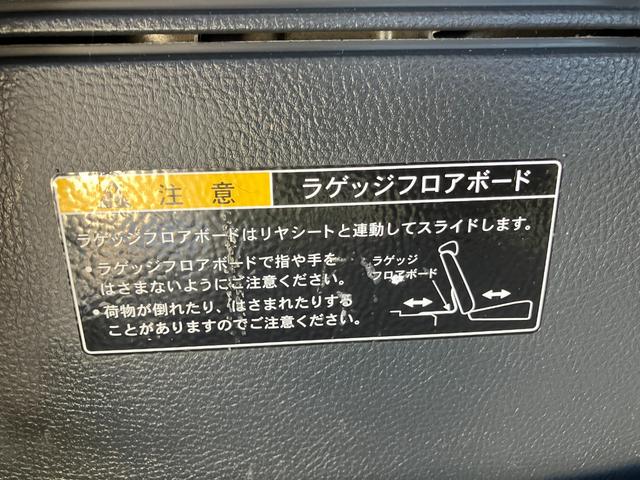 注意
ラゲッジフロアボード
ラゲッジフロアボードはリヤシートと連動してスライドします。
・ラゲッジフロアボードで指や手を
はさまないようにご注意ください。
・荷物が倒れたり、はさまれたりする
ことがありますのでご注意ください。
ラゲッジ
フロアボード